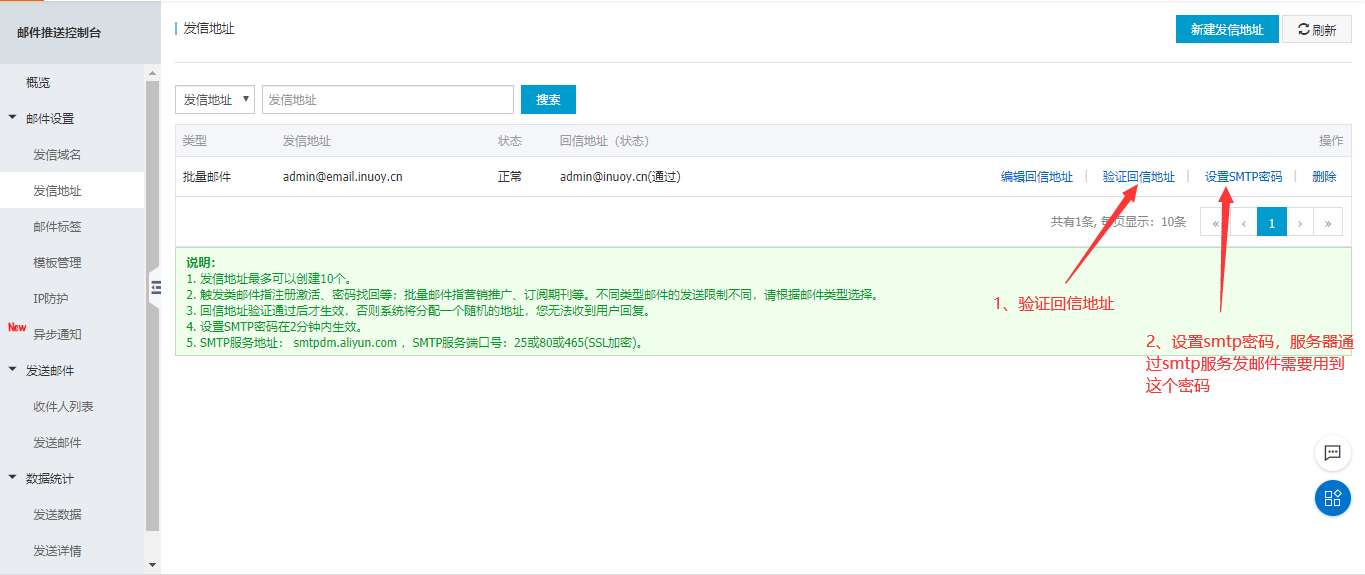 邮件推送控制台
概览
邮件设置
发信域名
发信地址
邮件标签
模板管理
IP防护
New 异步通知
发送邮件
收件人列表
发送邮件
数据统计
发送数据
发送详情
发信地址
新建发信地址 刷新
发信地址 发信地址 搜索
类型 发信地址 状态 回信地址（状态） 操作
批量邮件 admin@email.inuoy.cn 正常 admin@inuoy.cn(通过) 编辑回信地址 | 验证回信地址 | 设置SMTP密码 | 删除
共有1条, 每页显示：10条 « ‹ 1 › »
说明：
1. 发信地址最多可以创建10个。
2. 触发类邮件指注册激活、密码找回等；批量邮件指营销推广、订阅期刊等。不同类型邮件的发送限制不同，请根据邮件类型选择。
3. 回信地址验证通过后才生效，否则系统将分配一个随机的地址，您无法收到用户回复。
4. 设置SMTP密码在2分钟内生效。
5. SMTP服务地址： smtpdm.aliyun.com ，SMTP服务端口号：25或80或465(SSL加密)。
1、验证回信地址
2、设置smtp密码，服务器通
过smtp服务发邮件需要用到
这个密码